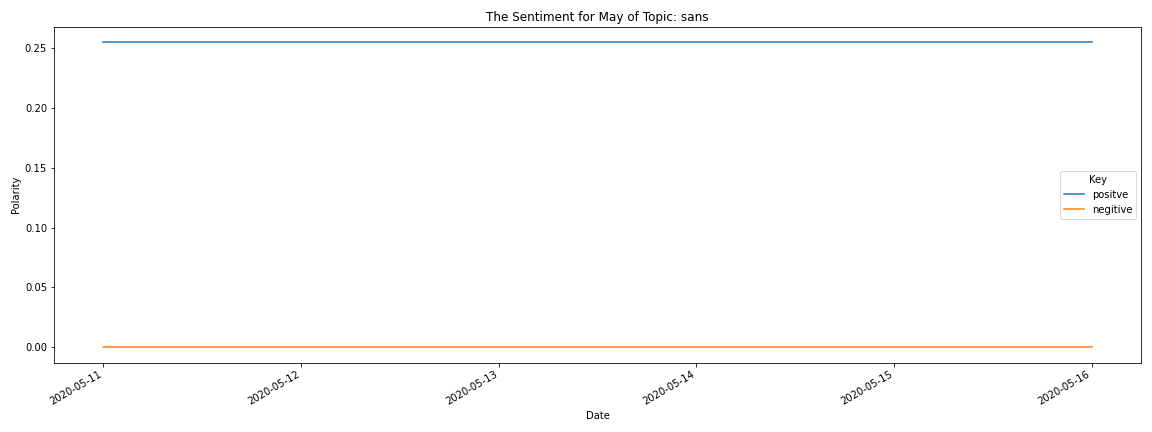 The Sentiment for May of Topic: sans
0.25
0.20
0.15
0.10
0.05
0.00
Polarity
Key
positve
negitive
2020-05-11
2020-05-12
2020-05-13
2020-05-14
2020-05-15
2020-05-16
Date